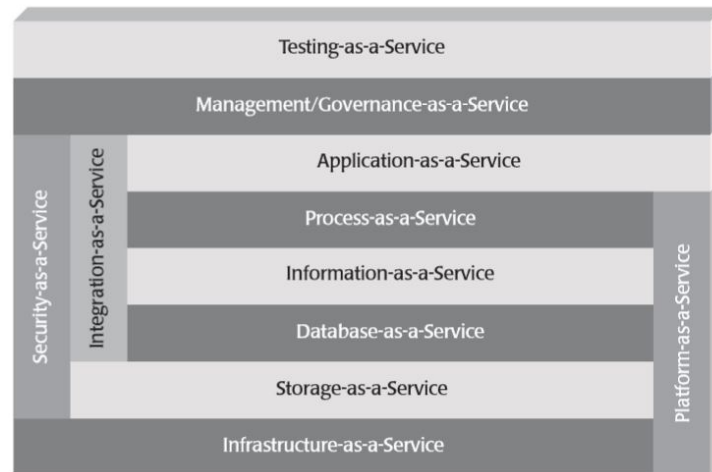 Testing-as-a-Service
Management/Governance-as-a-Service
Security-as-a-Service
Integration-as-a-Service
Application-as-a-Service
Process-as-a-Service
Information-as-a-Service
Database-as-a-Service
Storage-as-a-Service
Infrastructure-as-a-Service
Platform-as-a-Service